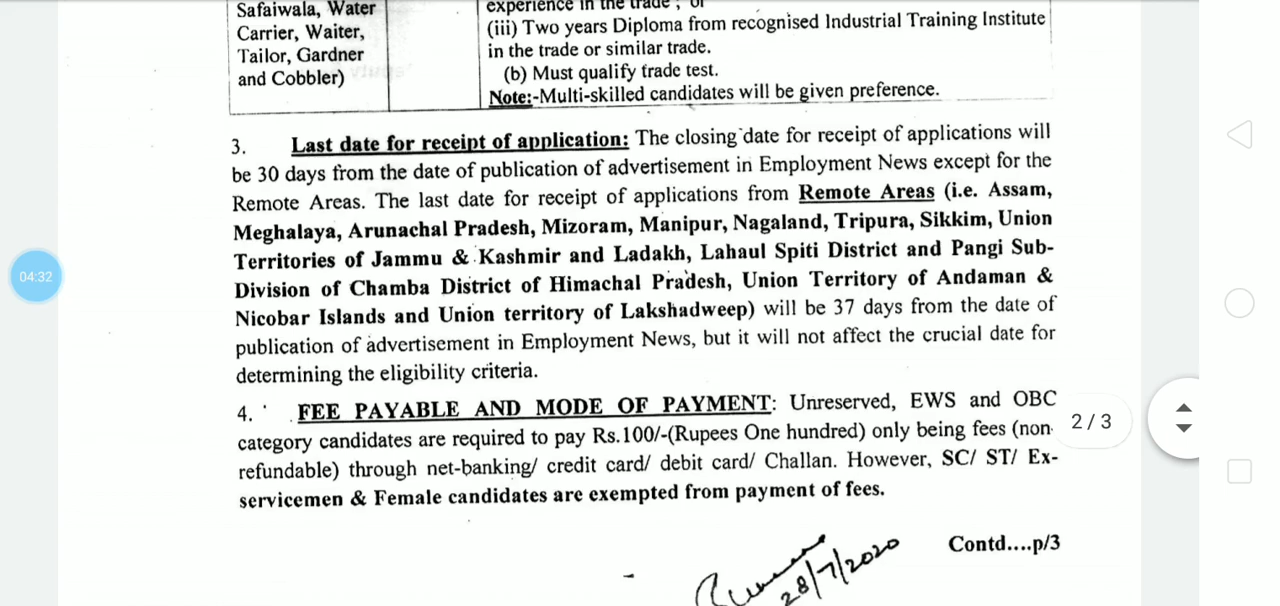 Safaiwala, Water
Carrier, Waiter,
Tailor, Gardner
and Cobbler)
experience in the trade ; or
(iii) Two years Diploma from recognised Industrial Training Institute
in the trade or similar trade.
(b) Must qualify trade test.
Note:-Multi-skilled candidates will be given preference.
3. Last date for receipt of application: The closing date for receipt of applications will
be 30 days from the date of publication of advertisement in Employment News except for the
Remote Areas. The last date for receipt of applications from Remote Areas (i.e. Assam,
Meghalaya, Arunachal Pradesh, Mizoram, Manipur, Nagaland, Tripura, Sikkim, Union
Territories of Jammu & Kashmir and Ladakh, Lahaul Spiti District and Pangi Sub-
Division of Chamba District of Himachal Pradesh, Union Territory of Andaman &
Nicobar Islands and Union territory of Lakshadweep) will be 37 days from the date of
publication of advertisement in Employment News, but it will not affect the crucial date for
determining the eligibility criteria.
4. FEE PAYABLE AND MODE OF PAYMENT: Unreserved, EWS and OBC
category candidates are required to pay Rs.100/-(Rupees One hundred) only being fees (non-
refundable) through net-banking/ credit card/ debit card/ Challan. However, SC/ ST/ Ex-
servicemen & Female candidates are exempted from payment of fees.
28/7/2020
Contd....p/3
04:32
2/3